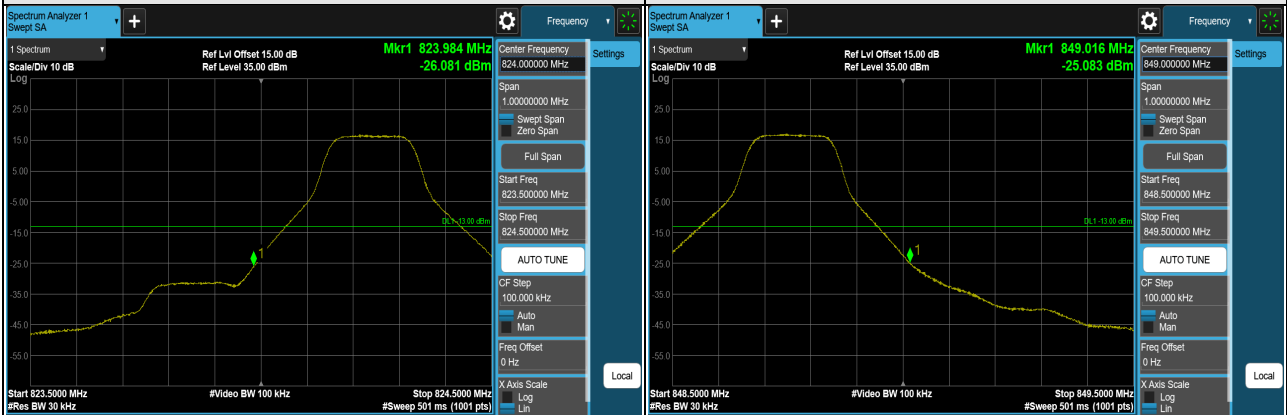 Spectrum Analyzer 1
Swept SA
Frequency
1 Spectrum
Scale/Div 10 dB
Log
Ref Lvl Offset 15.00 dB
Ref Level 35.00 dBm
Mkr1 823.984 MHz
-26.081 dBm
25.0
15.0
5.00
-5.00
-15.0
-25.0
-35.0
-45.0
-55.0
DL1 -13.00 dBm
1
Start 823.5000 MHz
#Res BW 30 kHz
#Video BW 100 kHz
Stop 824.5000 MHz
#Sweep 501 ms (1001 pts)
Center Frequency
824.000000 MHz
Settings
Span
1.00000000 MHz
Swept Span
Zero Span
Full Span
Start Freq
823.500000 MHz
Stop Freq
824.500000 MHz
AUTO TUNE
CF Step
100.000 kHz
Auto
Man
Freq Offset
0 Hz
X Axis Scale
Log
Lin
Local
Spectrum Analyzer 1
Swept SA
Frequency
1 Spectrum
Scale/Div 10 dB
Log
Ref Lvl Offset 15.00 dB
Ref Level 35.00 dBm
Mkr1 849.016 MHz
-25.083 dBm
25.0
15.0
5.00
-5.00
-15.0
-25.0
-35.0
-45.0
-55.0
DL1 -13.00 dBm
1
Start 848.5000 MHz
#Res BW 30 kHz
#Video BW 100 kHz
Stop 849.5000 MHz
#Sweep 501 ms (1001 pts)
Center Frequency
849.000000 MHz
Settings
Span
1.00000000 MHz
Swept Span
Zero Span
Full Span
Start Freq
848.500000 MHz
Stop Freq
849.500000 MHz
AUTO TUNE
CF Step
100.000 kHz
Auto
Man
Freq Offset
0 Hz
X Axis Scale
Log
Lin
Local